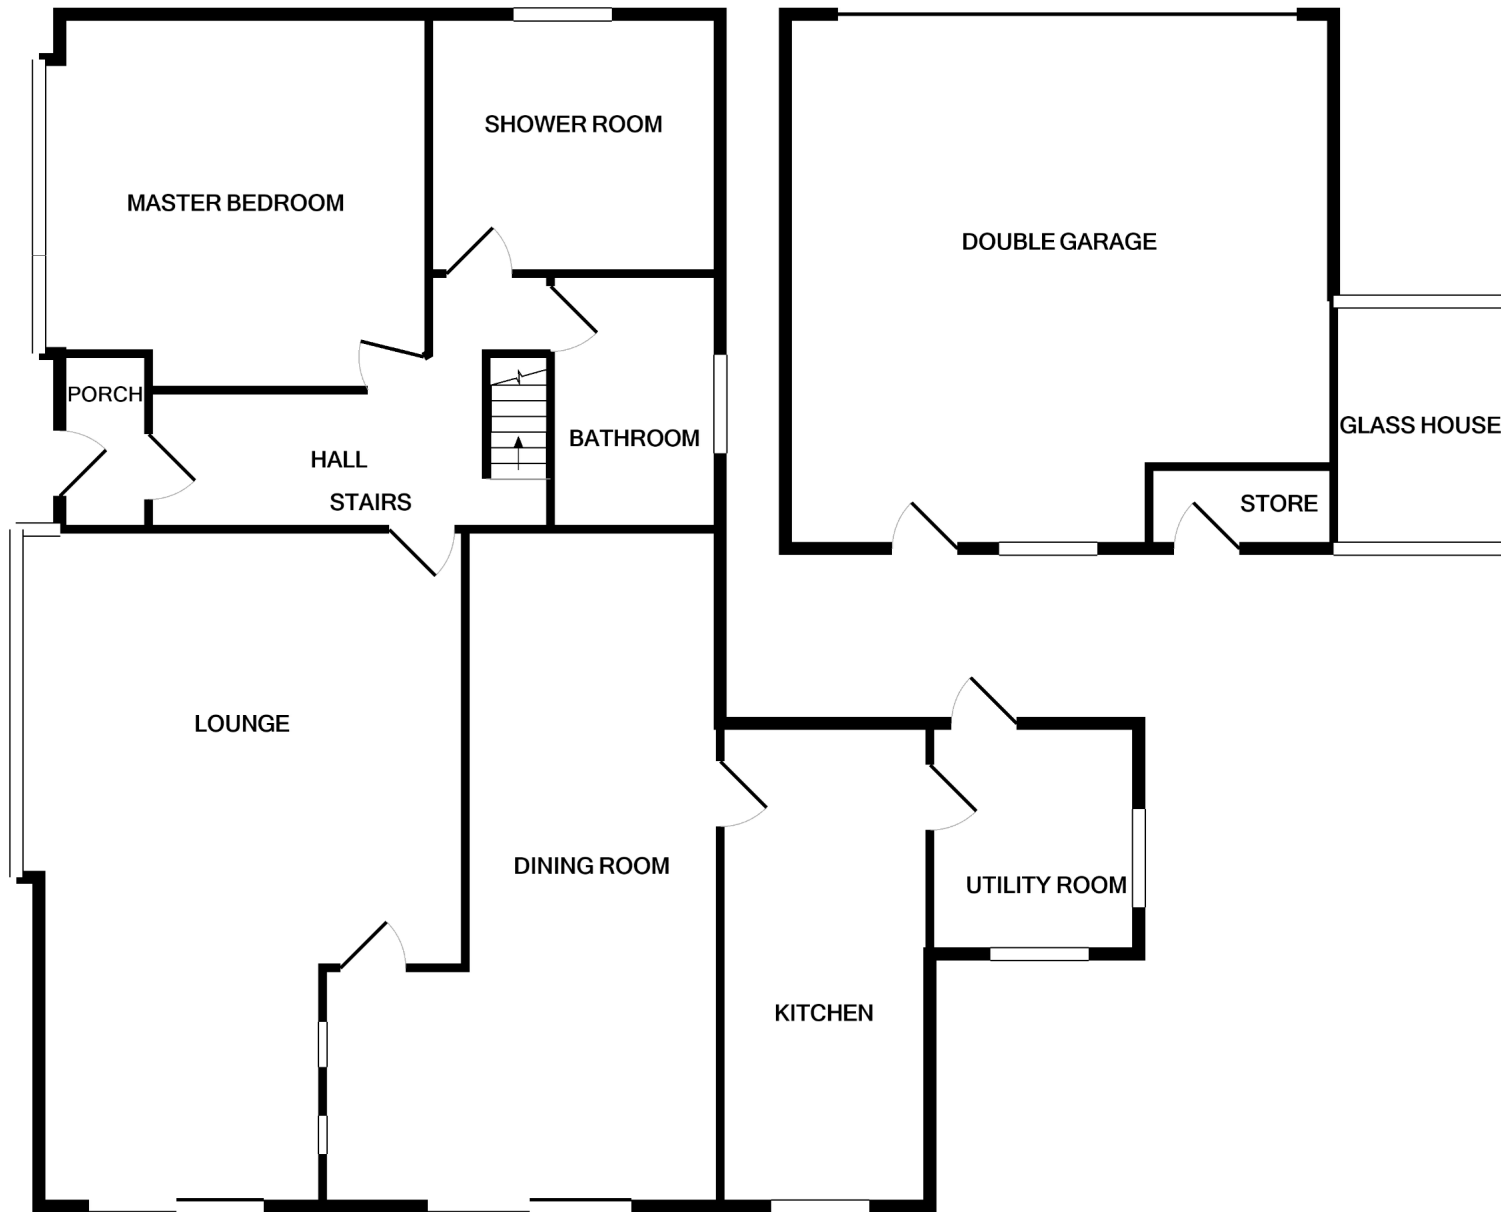 SHOWER ROOM
MASTER BEDROOM
DOUBLE GARAGE
PORCH
GLASS HOUSE
BATHROOM
HALL
STAIRS
STORE
LOUNGE
DINING ROOM
UTILITY ROOM
KITCHEN